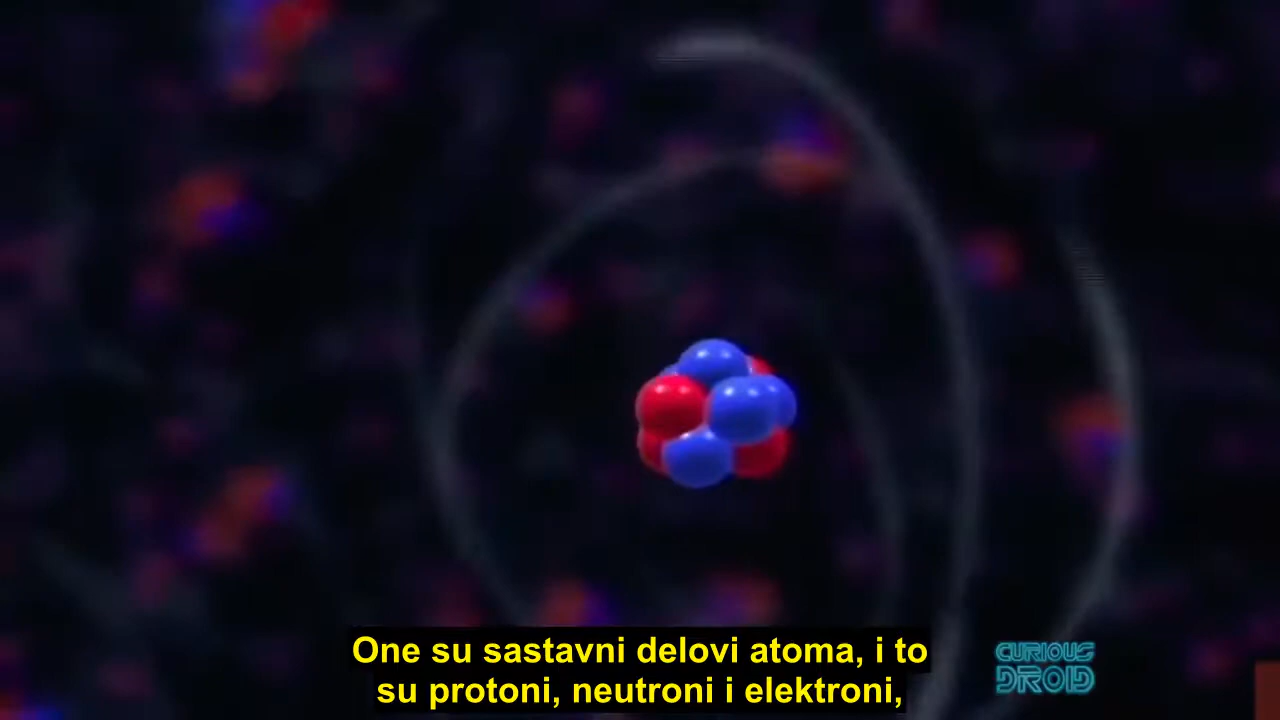 One su sastavni delovi atoma, i to
su protoni, neutroni i elektroni,
CURIOUS
DROID